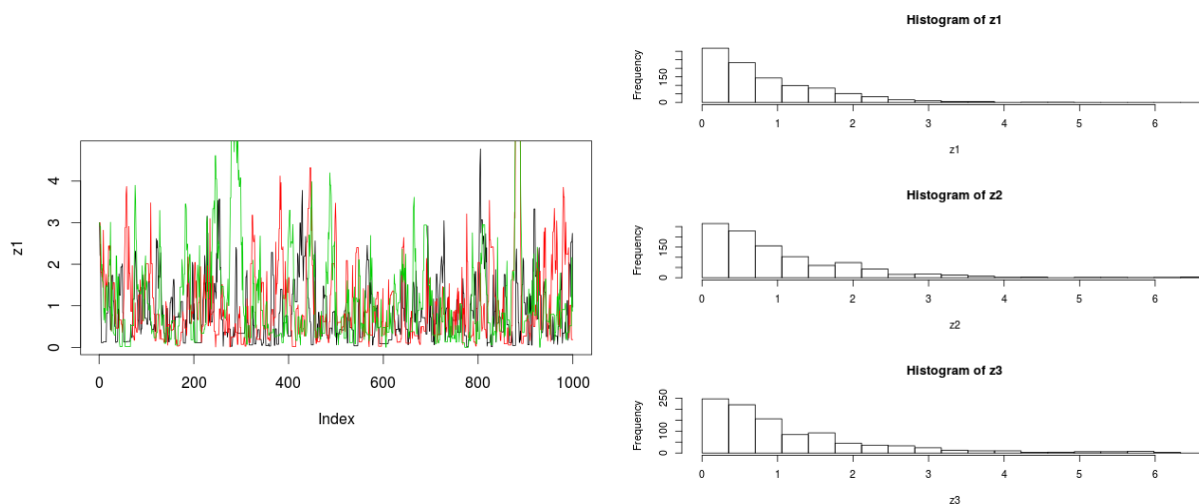 z1
0 1 2 3 4
0 200 400 600 800 1000
Index
Histogram of z1
Frequency
0 150
0 1 2 3 4 5 6
z1
Histogram of z2
Frequency
0 150
0 1 2 3 4 5 6
z2
Histogram of z3
Frequency
0 100 250
0 1 2 3 4 5 6
z3